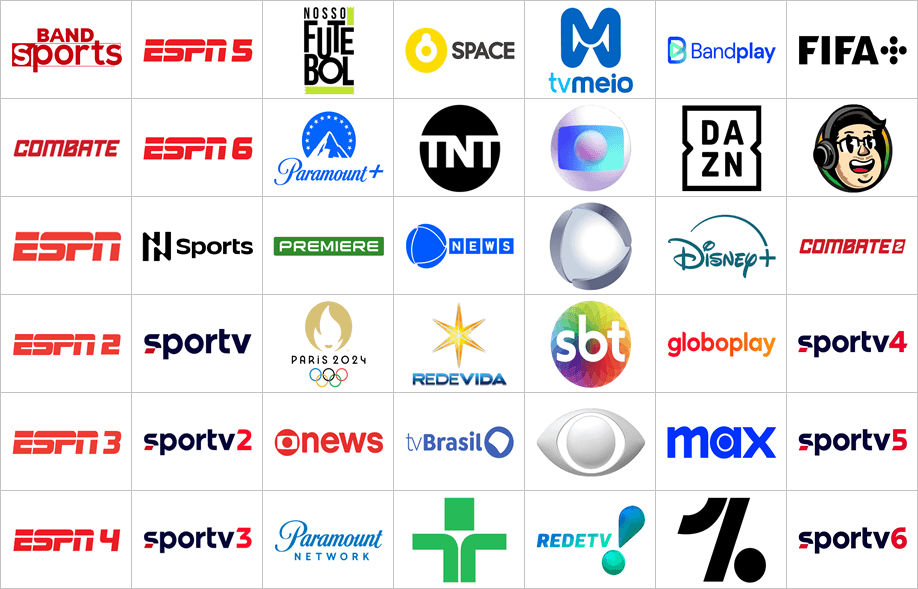 BAND
sports
ESPN 5
NOSSO
FUTE
BOL
SPACE
tvmeio
Bandplay
FIFA
COMBATE
ESPN 6
Paramount+
TNT
DA
ZN
ESPN
N Sports
PREMIERE
NEWS
Disney+
COMBATE 2
ESPN 2
sportv
PARIS 2024
REDEVIDA
sbt
globoplay
sportv4
ESPN 3
sportv2
news
tvBrasil
max
sportv5
ESPN 4
sportv3
Paramount
NETWORK
REDETV!
sportv6